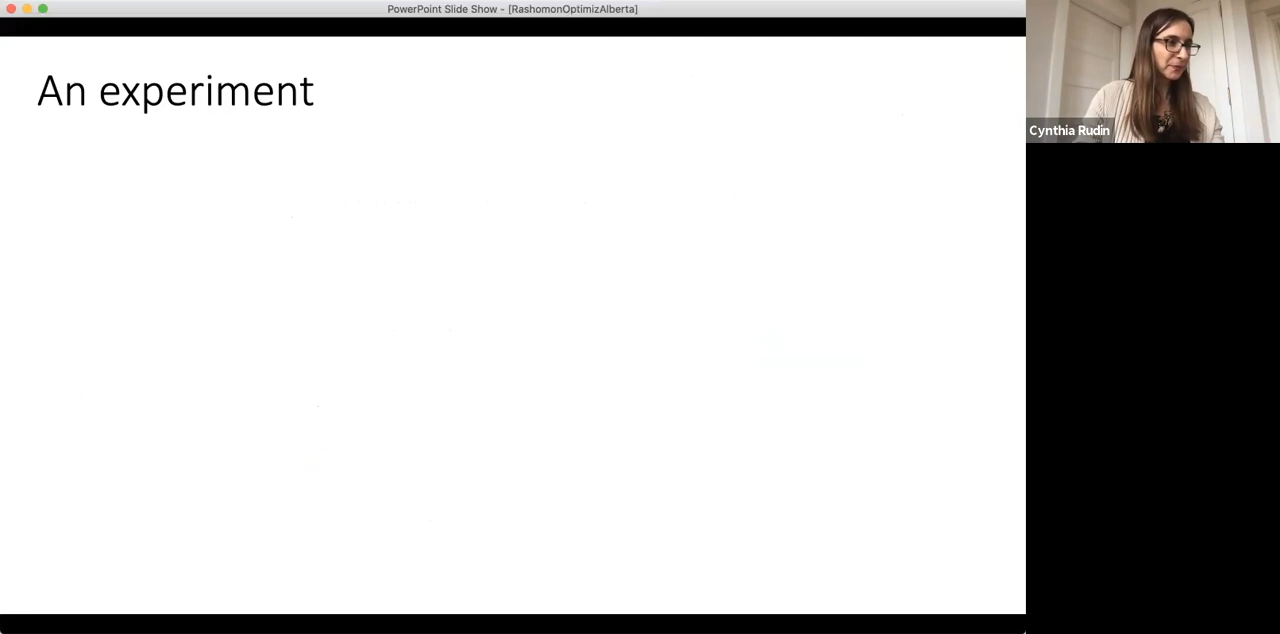 PowerPoint Slide Show - [RashomonOptimizAlberta]
An experiment
Cynthia Rudin